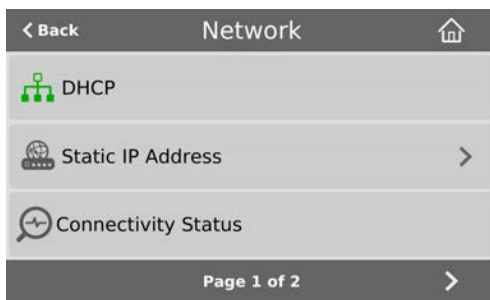 Back Network
DHCP
Static IP Address
Connectivity Status
Page 1 of 2